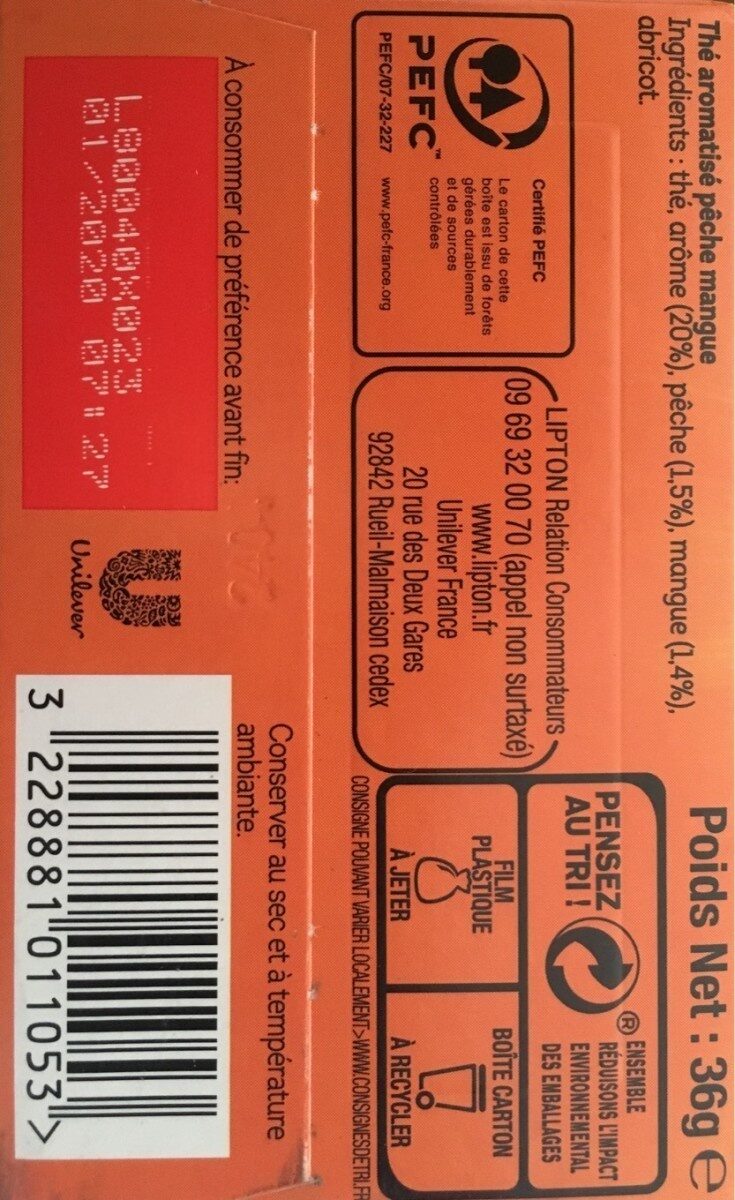 Thé aromatisé pêche mangue
Ingrédients : thé, arôme (20%), pêche (1,5%), mangue (1,4%),
abricot.
Poids Net : 36g e
PEFC™
PEFC/07-32-227
Certifié PEFC
Le carton de cette
boîte est issu de forêts
gérées durablement
et de sources
contrôlées
www.pefc-france.org
LIPTON Relation Consommateurs
09 69 32 00 70 (appel non surtaxé)
www.lipton.fr
Unilever France
20 rue des Deux Gares
92842 Rueil-Malmaison cedex
PENSEZ
AU TRI !
®
ENSEMBLE
RÉDUISONS L'IMPACT
ENVIRONNEMENTAL
DES EMBALLAGES
FILM
PLASTIQUE
À JETER
BOÎTE CARTON
À RECYCLER
CONSIGNE POUVANT VARIER LOCALEMENT>WWW.CONSIGNESDETRI.FR
À consommer de préférence avant fin:
01/2020 07:27
Unilever
Conserver au sec et à température
ambiante.
3 228881 011053 >